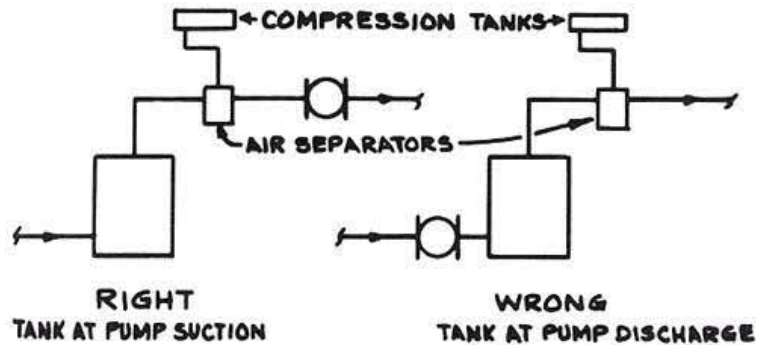 COMPRESSION TANKS
AIR SEPARATORS
RIGHT
TANK AT PUMP SUCTION
WRONG
TANK AT PUMP DISCHARGE